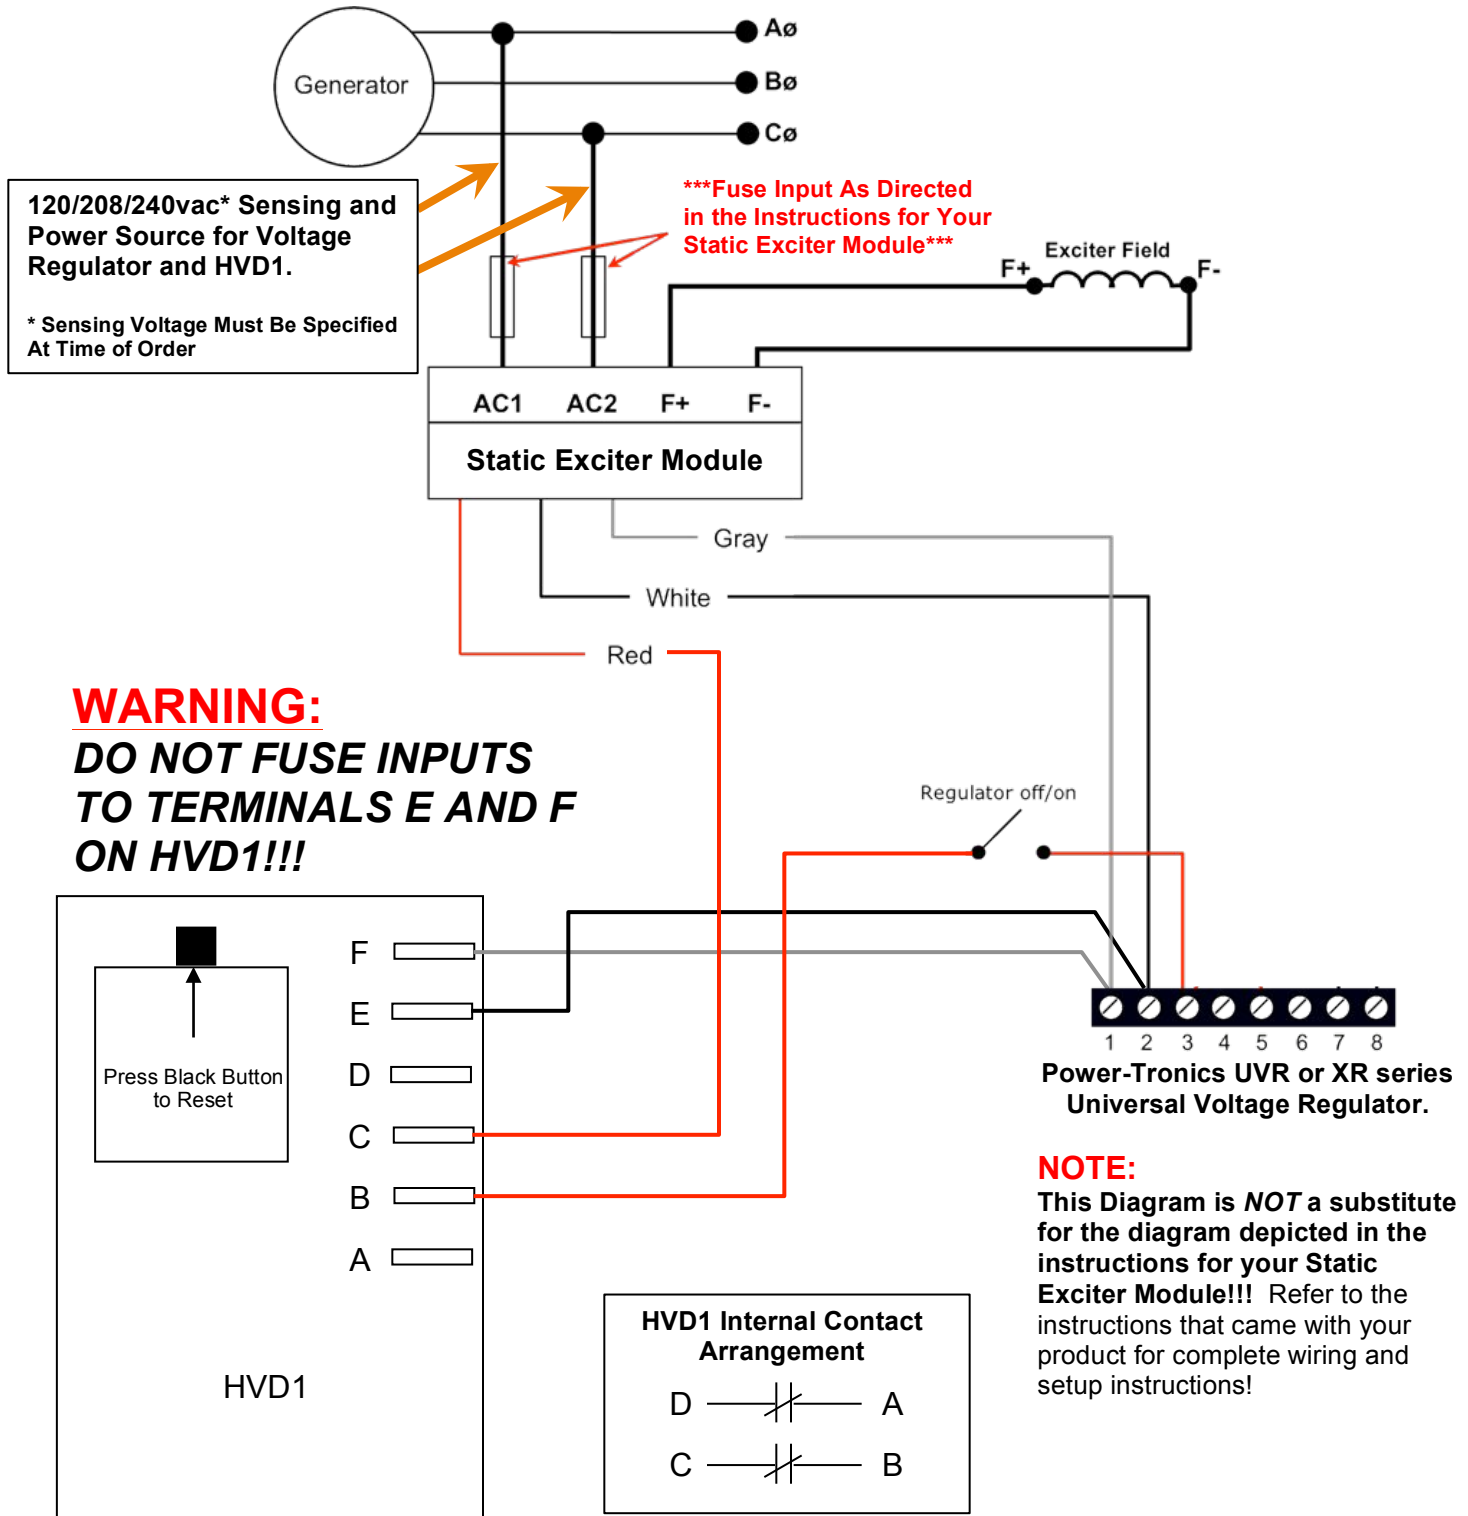 Generator
Aø
Bø
Cø
120/208/240vac* Sensing and
Power Source for Voltage
Regulator and HVD1.
* Sensing Voltage Must Be Specified
At Time of Order
***Fuse Input As Directed
in the Instructions for Your
Static Exciter Module***
Exciter Field
F+
F-
AC1 AC2 F+ F-
Static Exciter Module
Gray
White
Red
WARNING:
DO NOT FUSE INPUTS
TO TERMINALS E AND F
ON HVD1!!!
Regulator off/on
F
E
D
C
B
A
Press Black Button
to Reset
HVD1
1 2 3 4 5 6 7 8
Power-Tronics UVR or XR series
Universal Voltage Regulator.
NOTE:
This Diagram is NOT a substitute
for the diagram depicted in the
instructions for your Static
Exciter Module!!! Refer to the
instructions that came with your
product for complete wiring and
setup instructions!
HVD1 Internal Contact
Arrangement
D A
C B